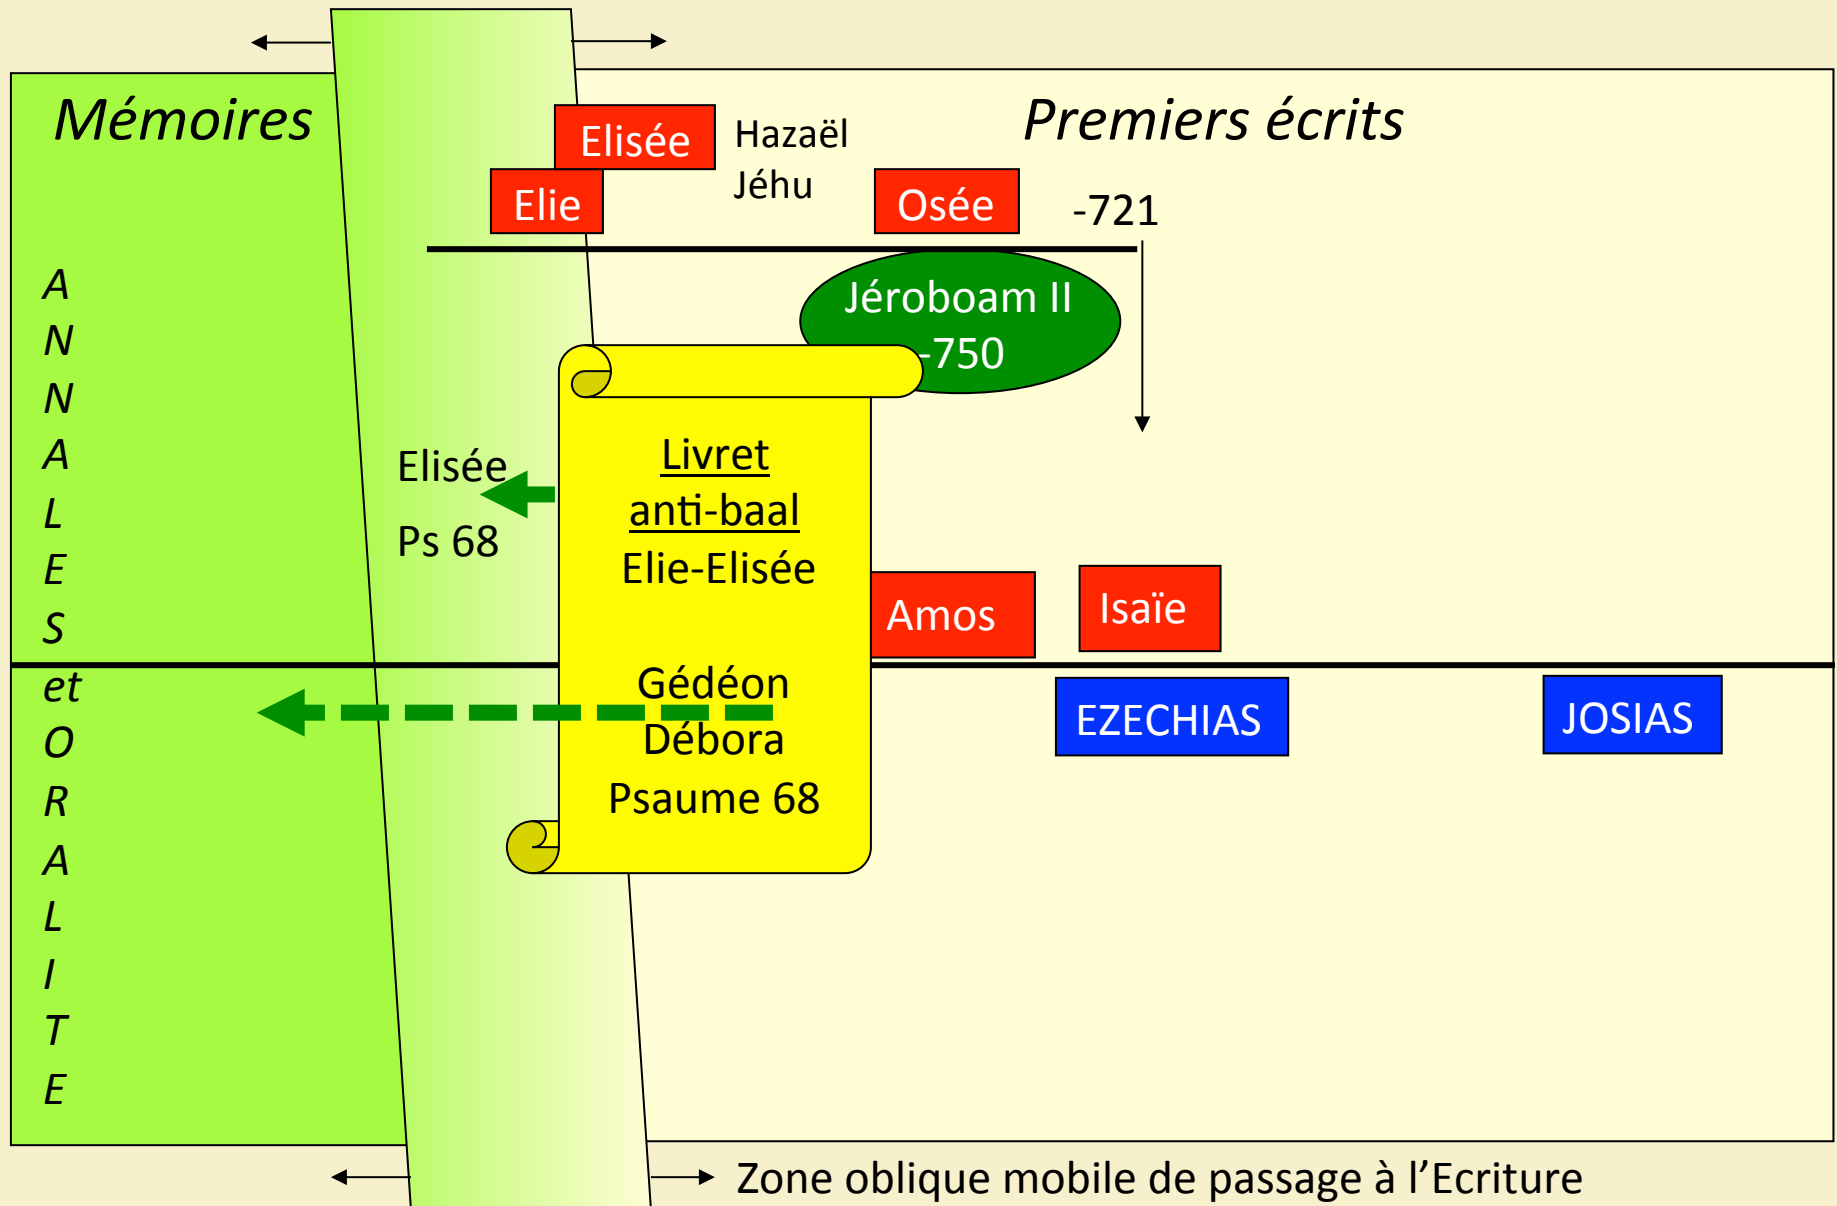 Mémoires
Premiers écrits
Elisée
Hazaël
Jéhu
Elie
Osée
-721
Jéroboam II
-750
A
N
N
A
L
E
S
et
O
R
A
L
I
T
E
Elisée
Ps 68
Livret
anti-baal
Elie-Elisée
Gédéon
Débora
Psaume 68
Amos
Isaïe
EZECHIAS
JOSIAS
Zone oblique mobile de passage à l’Ecriture